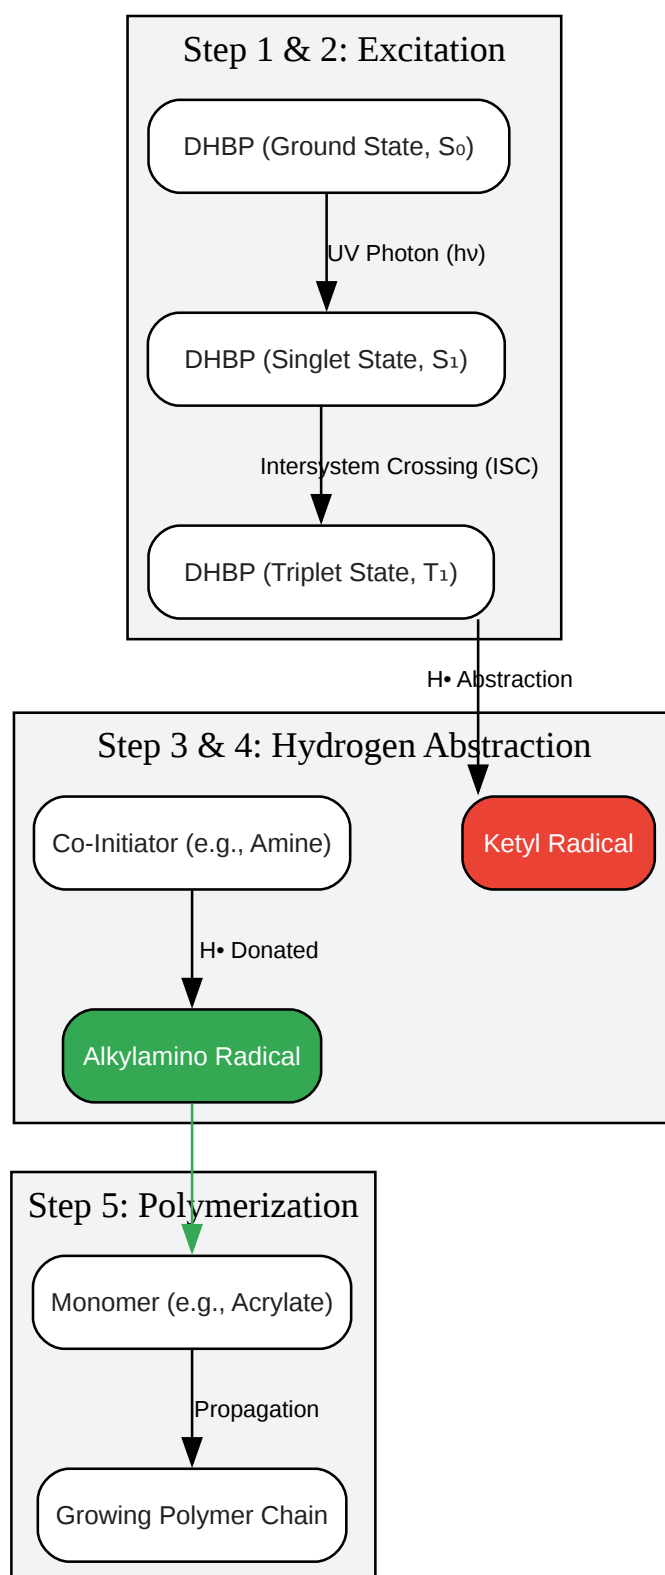 Step 1 & 2: Excitation
DHBP (Ground State, S₀)
UV Photon (hν)
DHBP (Singlet State, S₁)
Intersystem Crossing (ISC)
DHBP (Triplet State, T₁)
H• Abstraction
Step 3 & 4: Hydrogen Abstraction
Co-Initiator (e.g., Amine)
Ketyl Radical
H• Donated
Alkylamino Radical
Step 5: Polymerization
Monomer (e.g., Acrylate)
Propagation
Growing Polymer Chain